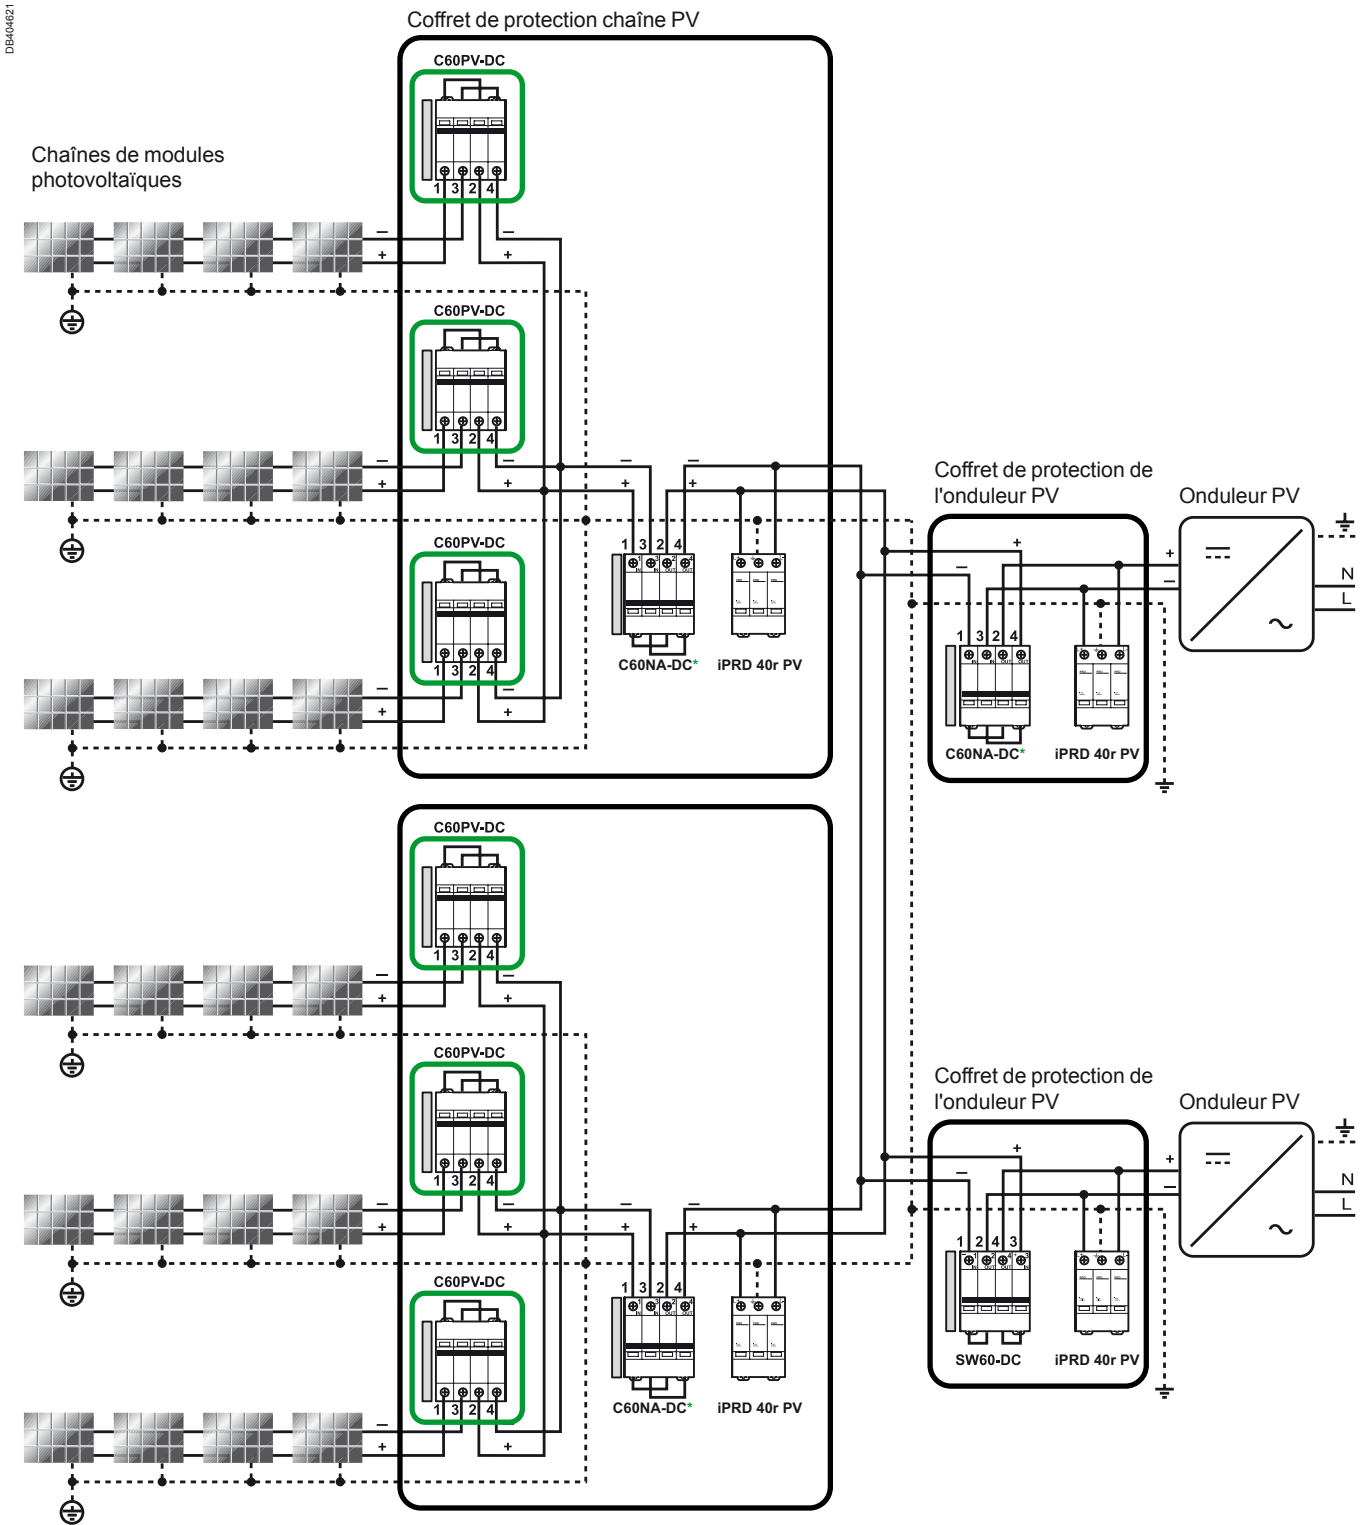 DB404621
Coffret de protection chaîne PV
C60PV-DC
1 3 2 4
Chaînes de modules
photovoltaïques
– –
+ +
C60PV-DC
1 3 2 4
– – – –
+ + + +
C60PV-DC
1 3 2 4
1 3 2 4
C60NA-DC* iPRD 40r PV
– –
+ +
Coffret de protection de
l'onduleur PV
Onduleur PV
+
– +
–
N
L
1 3 2 4
C60NA-DC* iPRD 40r PV
C60PV-DC
1 3 2 4
– –
+ +
C60PV-DC
1 3 2 4
– – – –
+ + + +
C60PV-DC
1 3 2 4
1 3 2 4
C60NA-DC* iPRD 40r PV
– –
+ +
Coffret de protection de
l'onduleur PV
Onduleur PV
+
– +
–
N
L
1 2 4 3
SW60-DC iPRD 40r PV